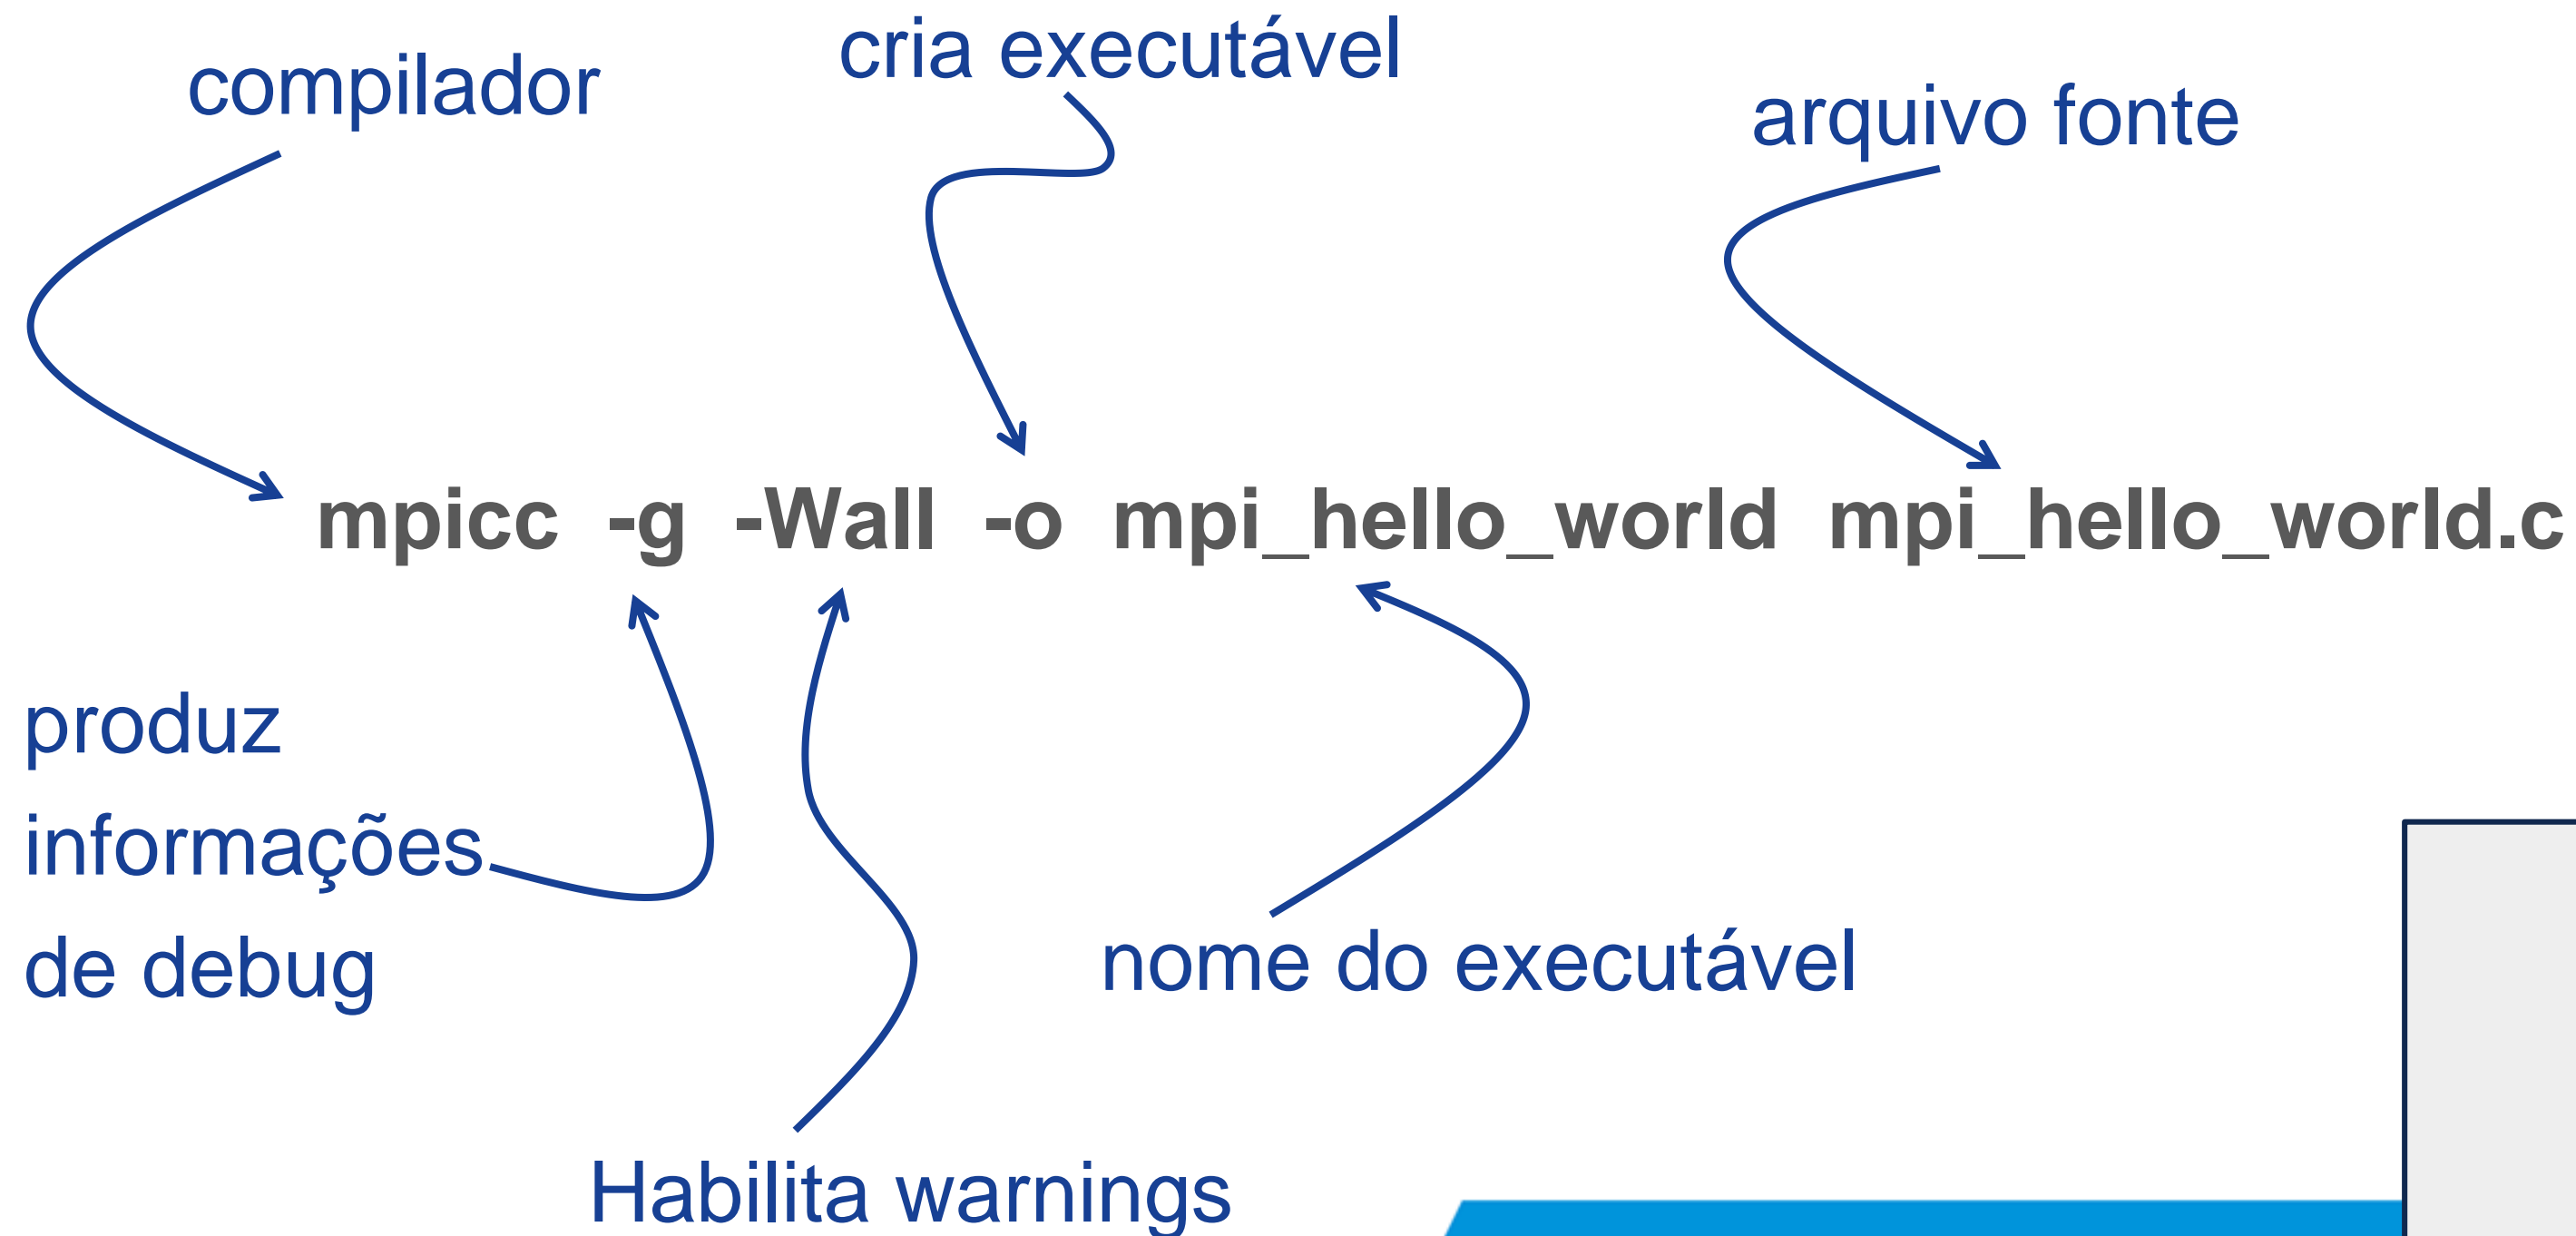 cria executável
compilador
arquivo fonte
mpicc -g -Wall -o mpi_hello_world mpi_hello_world.c
produz
informações
de debug
nome do executável
Habilita warnings